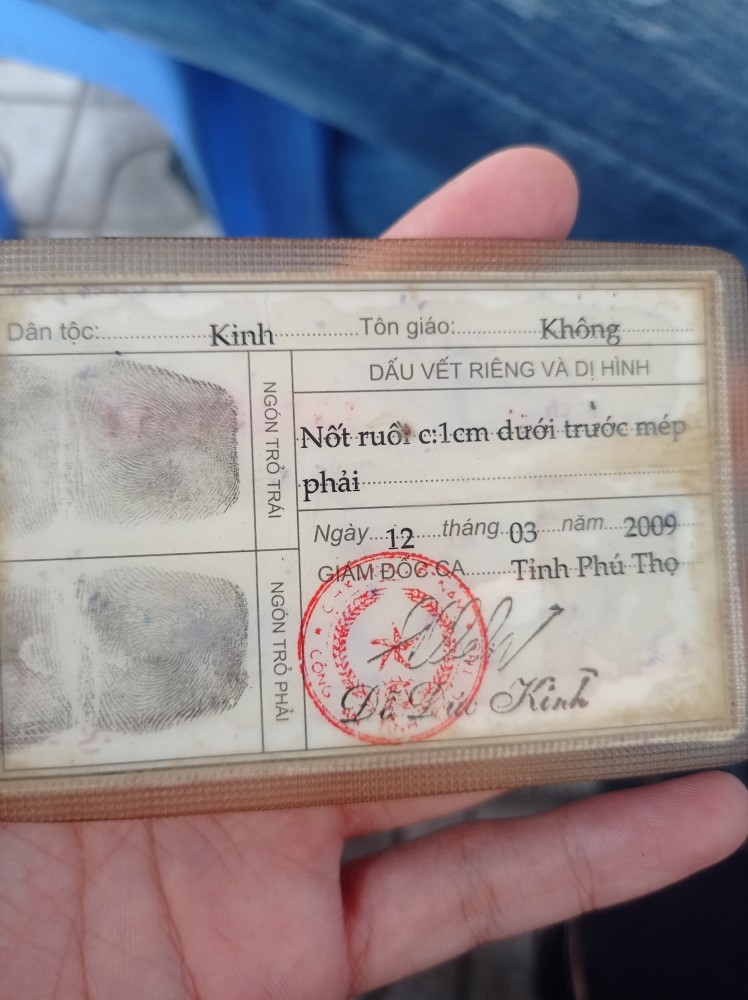 Dân tộc: Kinh Tôn giáo: Không
NGÓN TRỎ TRÁI
DẤU VẾT RIÊNG VÀ DỊ HÌNH
Nốt ruồi c:1cm dưới trước mép
phải
Ngày 12 tháng 03 năm 2009
GIÁM ĐỐC CA Tỉnh Phú Thọ
NGÓN TRỎ PHẢI
CÔNG
Kinh